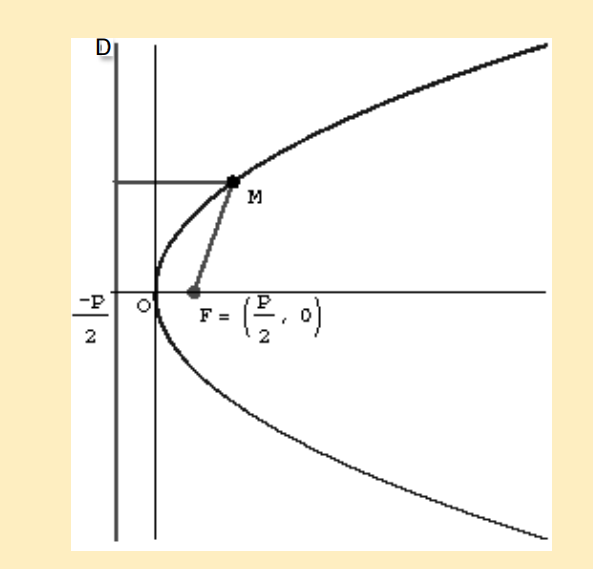 D
M
-P/2
O
F = (P/2, 0)